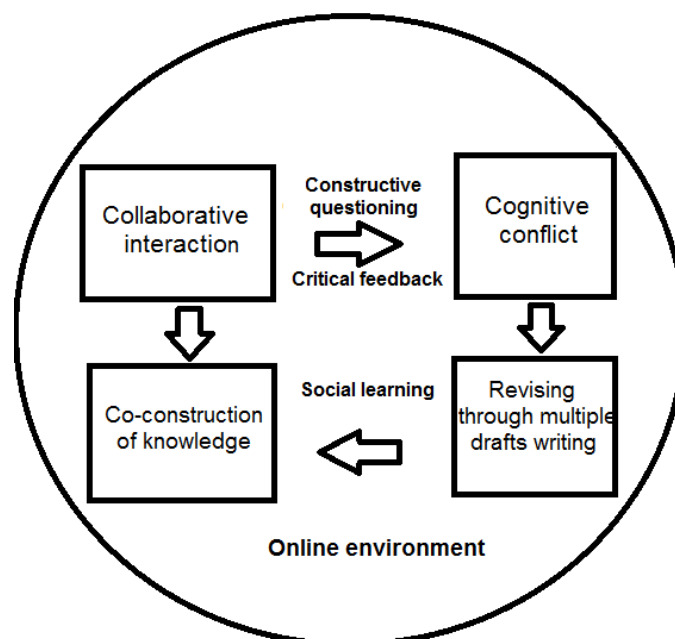 Collaborative
interaction
Constructive
questioning
Critical feedback
Cognitive
conflict
Co-construction
of knowledge
Social learning
Revising
through multiple
drafts writing
Online environment